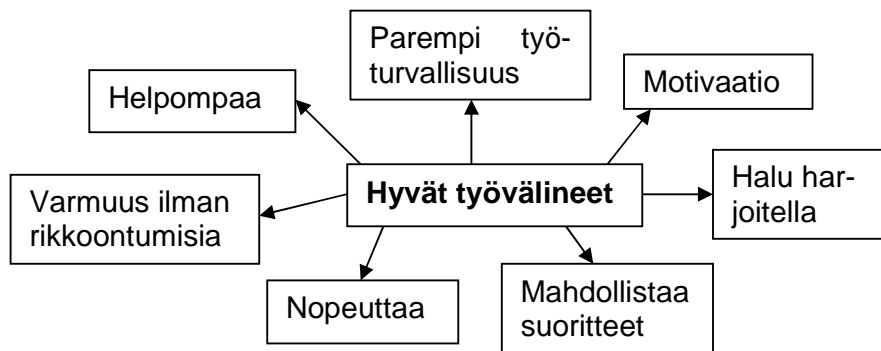 Parempi työ-
turvallisuus
Helpompaa
Motivaatio
Hyvät työvälineet
Varmuus ilman
rikkoontumisia
Halu har-
joitella
Nopeuttaa
Mahdollistaa
suoritteet